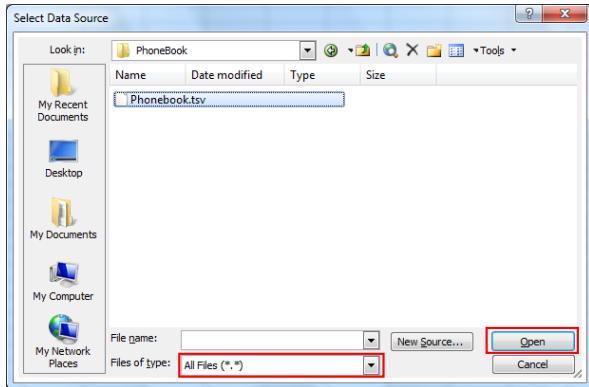 Select Data Source
Look in: PhoneBook Tools
Name Date modified Type Size
Phonebook.tsv
My Recent
Documents
Desktop
My Documents
My Computer
My Network
Places
File name: New Source... Open
Files of type: All Files (*.*) Cancel